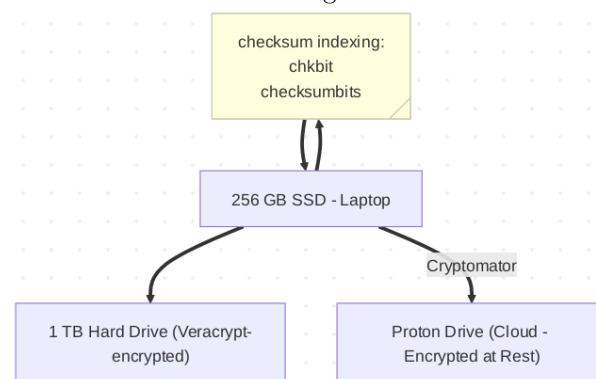 checksum indexing:
chkbit
checksumbits
256 GB SSD - Laptop
Cryptomator
1 TB Hard Drive (Veracrypt-
encrypted)
Proton Drive (Cloud -
Encrypted at Rest)